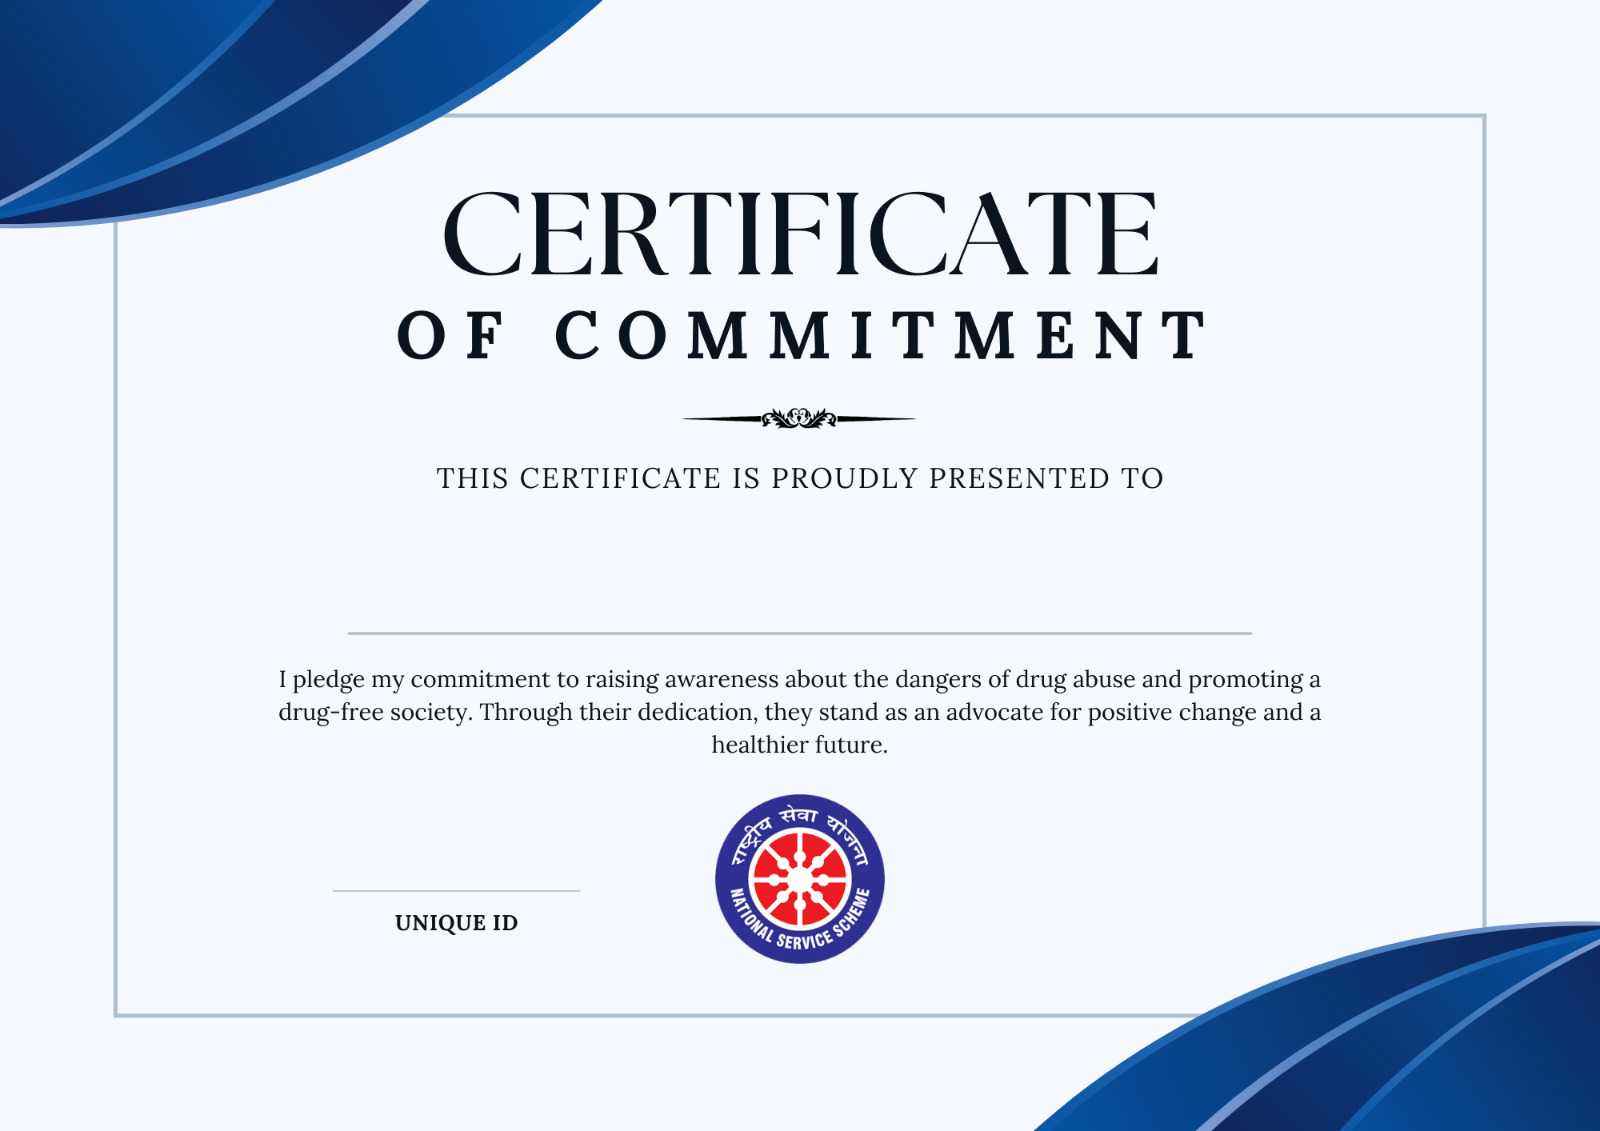 CERTIFICATE
OF COMMITMENT
THIS CERTIFICATE IS PROUDLY PRESENTED TO
I pledge my commitment to raising awareness about the dangers of drug abuse and promoting a
drug-free society. Through their dedication, they stand as an advocate for positive change and a
healthier future.
राष्ट्रीय सेवा योजना
NATIONAL SERVICE SCHEME
UNIQUE ID